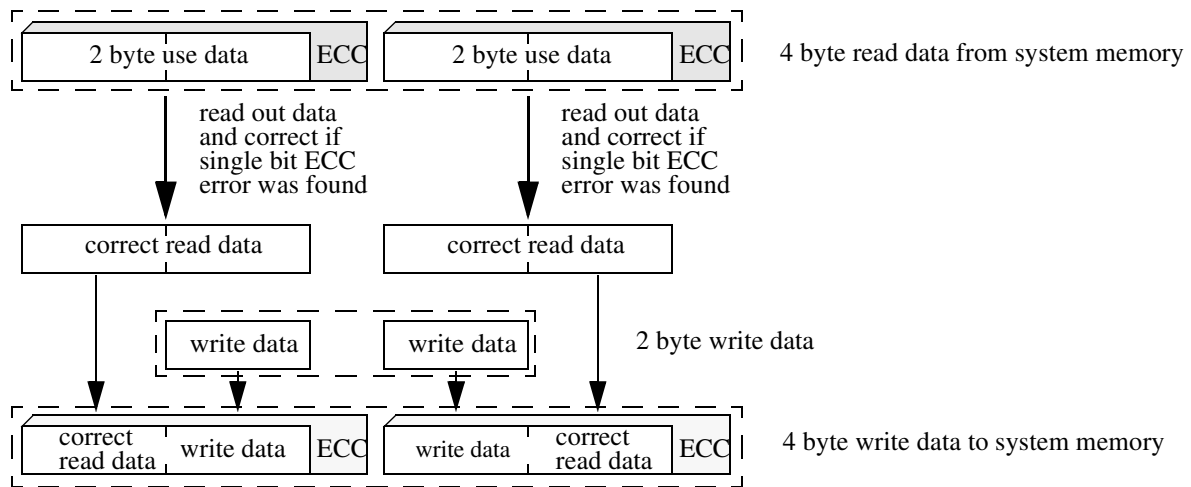 2 byte use data ECC 2 byte use data ECC 4 byte read data from system memory
read out data
and correct if
single bit ECC
error was found
read out data
and correct if
single bit ECC
error was found
correct read data correct read data
write data write data 2 byte write data
correct
read data
write data ECC
write data
correct
read data
ECC
4 byte write data to system memory